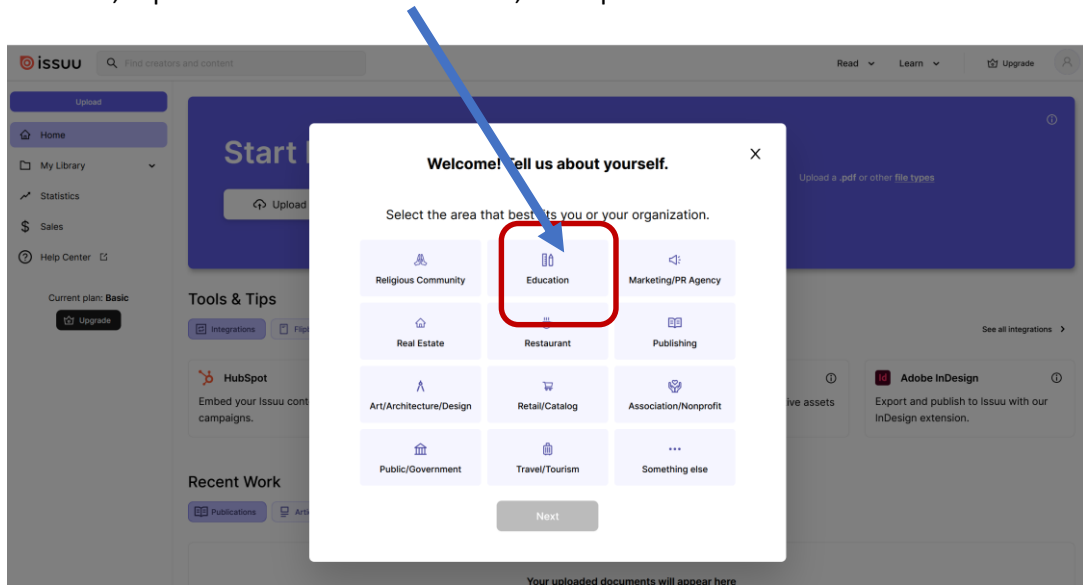 issuu
Find creators and content
Read
Learn
Upgrade
Upload
Home
My Library
Statistics
Sales
Help Center
Current plan: Basic
Upgrade
Start
Upload
Upload a .pdf or other file types
Welcome! Tell us about yourself.
X
Select the area that best fits you or your organization.
Religious Community
Education
Marketing/PR Agency
Real Estate
Restaurant
Publishing
Art/Architecture/Design
Retail/Catalog
Association/Nonprofit
Public/Government
Travel/Tourism
Something else
Next
Tools & Tips
Integrations
See all integrations
HubSpot
Embed your Issuu
campaigns.
ive assets
Id
Adobe InDesign
Export and publish to Issuu with our
InDesign extension.
Recent Work
Publications
Your uploaded documents will appear here